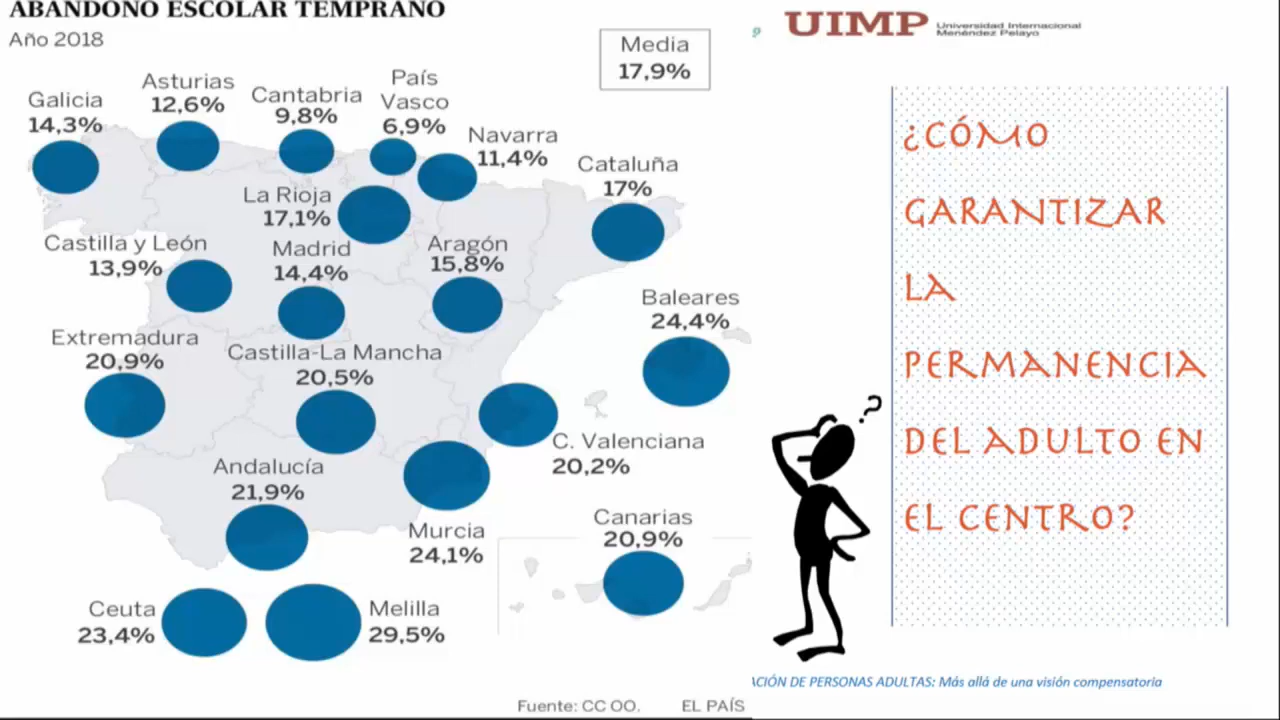 ABANDONO ESCOLAR TEMPRANO
Año 2018
Media
17,9%
Galicia
14,3%
Asturias
12,6%
Cantabria
9,8%
País
Vasco
6,9%
Navarra
11,4%
Cataluña
17%
La Rioja
17,1%
Castilla y León
13,9%
Madrid
14,4%
Aragón
15,8%
Baleares
24,4%
Extremadura
20,9%
Castilla-La Mancha
20,5%
C. Valenciana
20,2%
Andalucía
21,9%
Murcia
24,1%
Canarias
20,9%
Ceuta
23,4%
Melilla
29,5%
Fuente: CC OO. EL PAÍS
UIMP
Universidad Internacional
Menéndez Pelayo
¿CÓMO
GARANTIZAR
LA
PERMANENCIA
DEL ADULTO EN
EL CENTRO?
?
DE PERSONAS ADULTAS: Más allá de una visión compensatoria